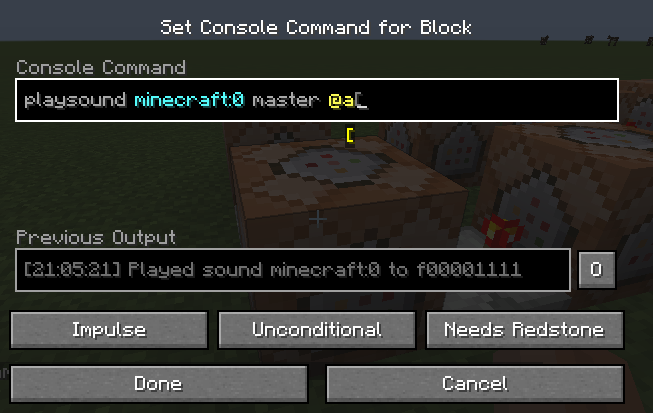 Set Console Command for Block
Console Command
playsound minecraft:0 master @a[_
[
Previous Output
[21:05:21] Played sound minecraft:0 to f00001111
O
Impulse
Unconditional
Needs Redstone
Done
Cancel